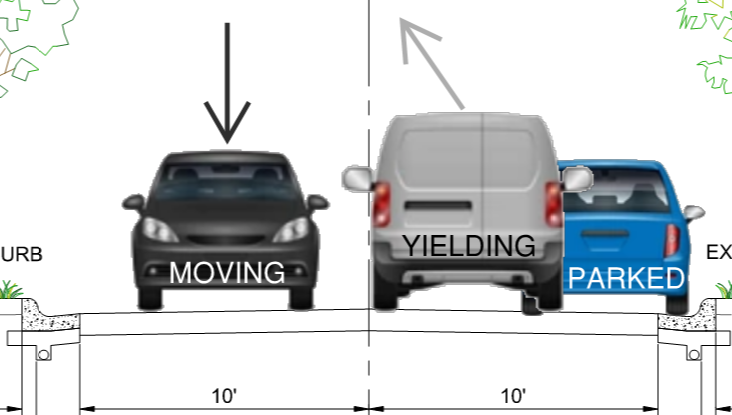 URB
YIELDING
EX
MOVING
PARKED
10'
10'